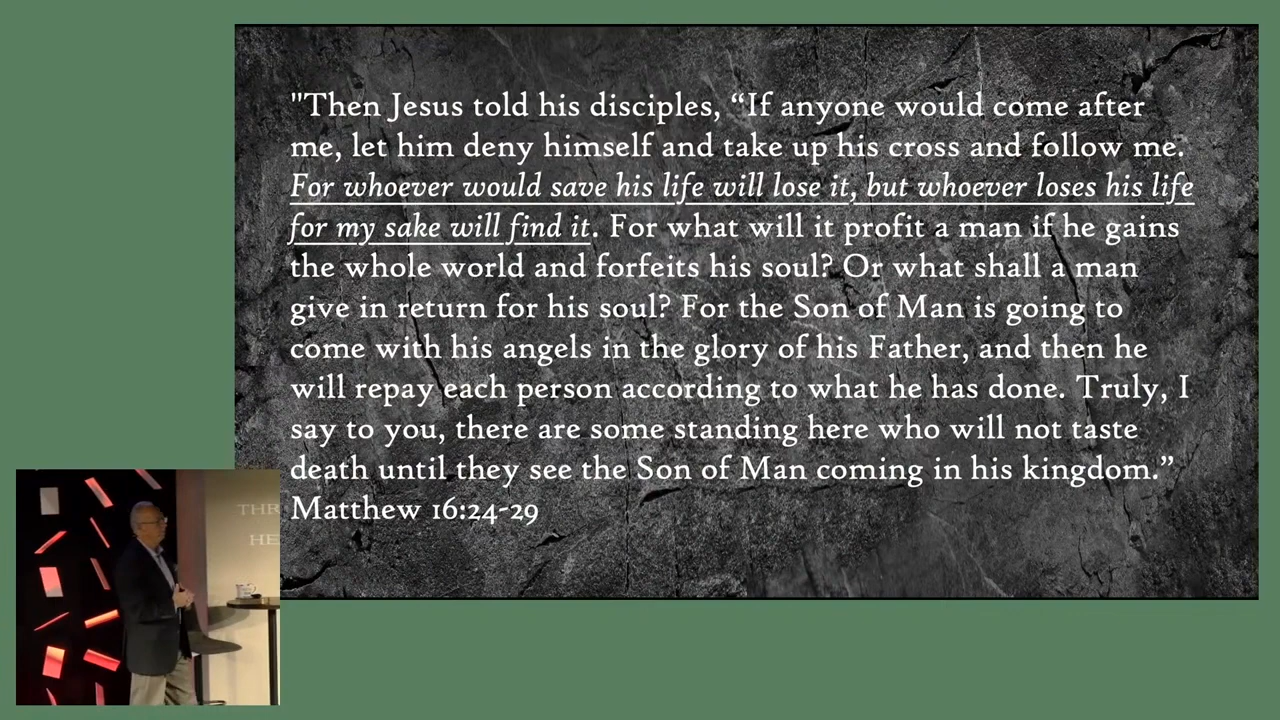 "Then Jesus told his disciples, “If anyone would come after
me, let him deny himself and take up his cross and follow me.
For whoever would save his life will lose it, but whoever loses his life
for my sake will find it. For what will it profit a man if he gains
the whole world and forfeits his soul? Or what shall a man
give in return for his soul? For the Son of Man is going to
come with his angels in the glory of his Father, and then he
will repay each person according to what he has done. Truly, I
say to you, there are some standing here who will not taste
death until they see the Son of Man coming in his kingdom.”
Matthew 16:24-29
THR
HE